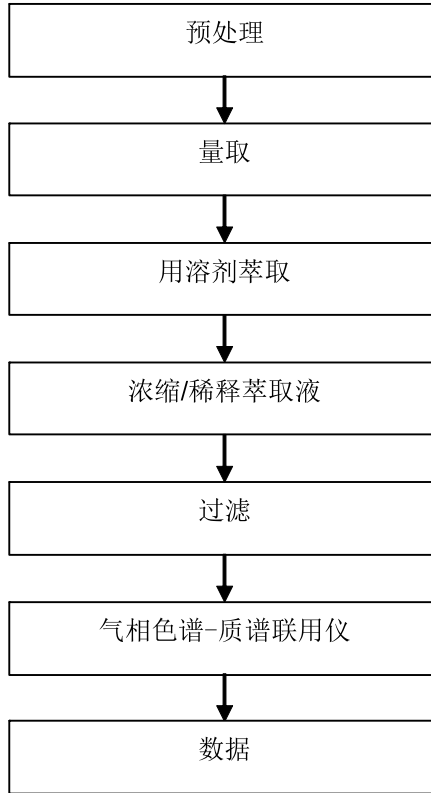 预处理
量取
用溶剂萃取
浓缩/稀释萃取液
过滤
气相色谱-质谱联用仪
数据